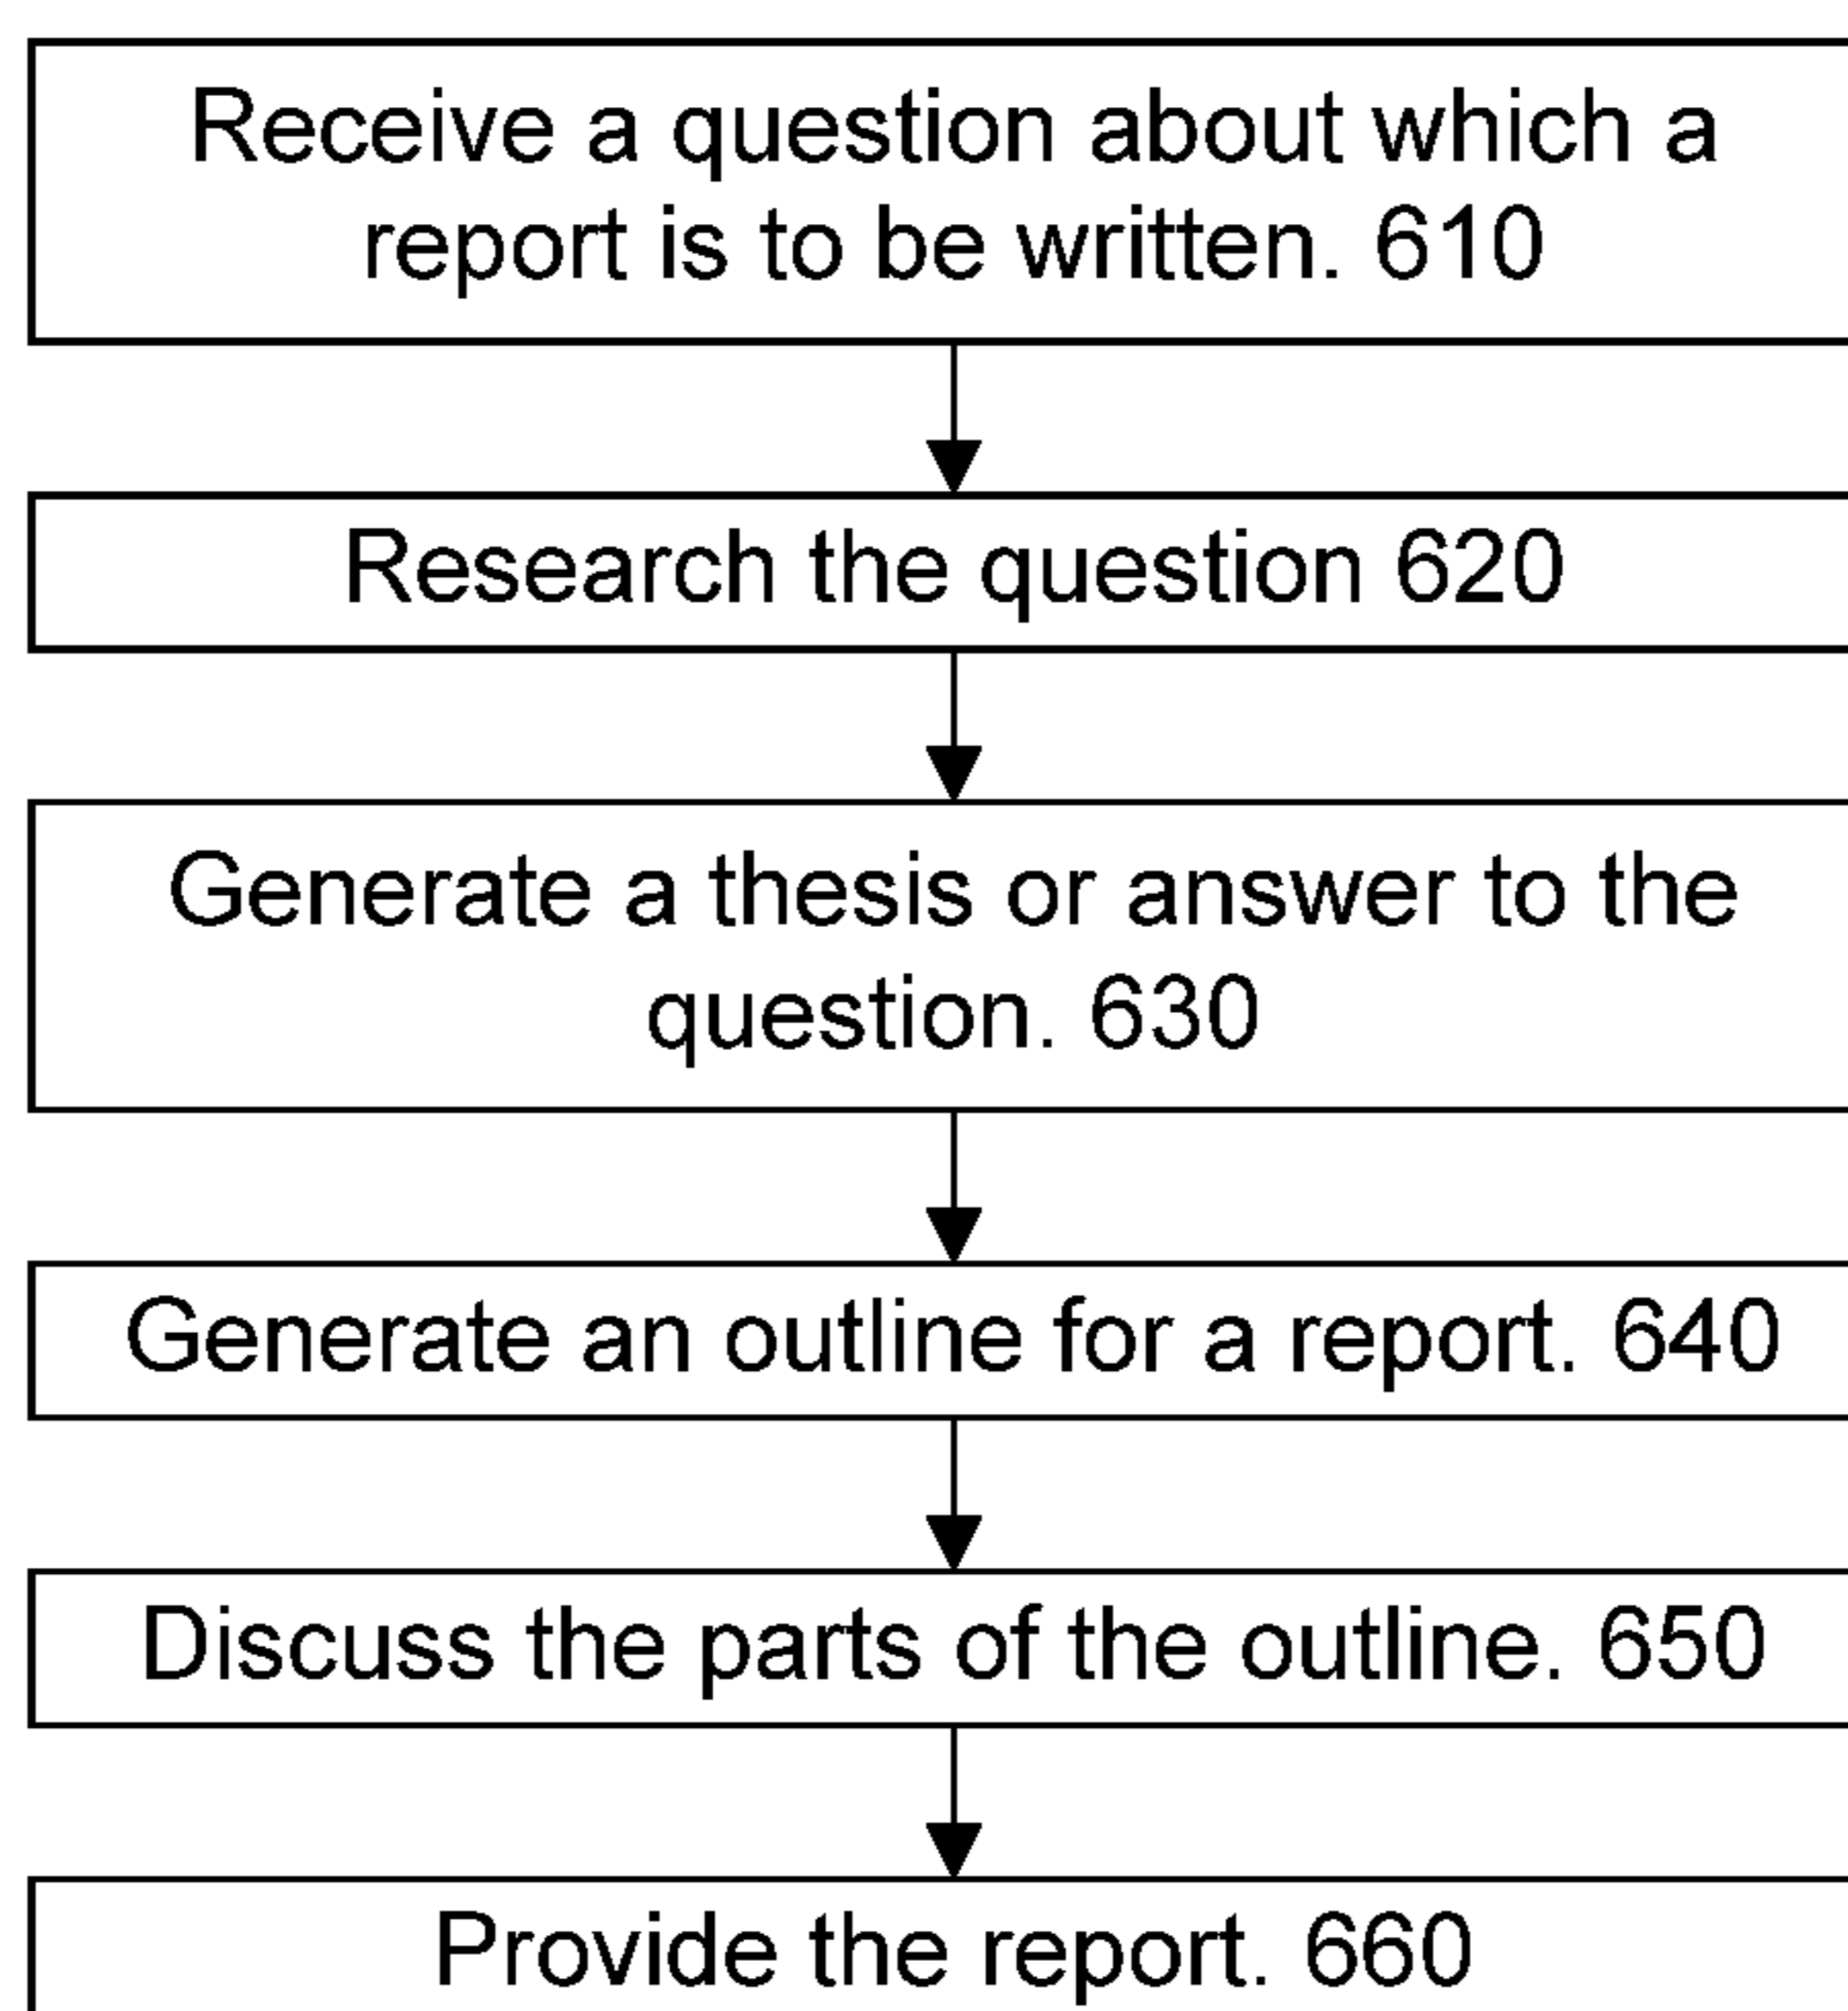 Receive a question about which a
report is to be written. 610
Research the question 620
Generate a thesis or answer to the
question. 630
Generate an outline for a report. 640
Discuss the parts of the outline. 650
Provide the report. 660